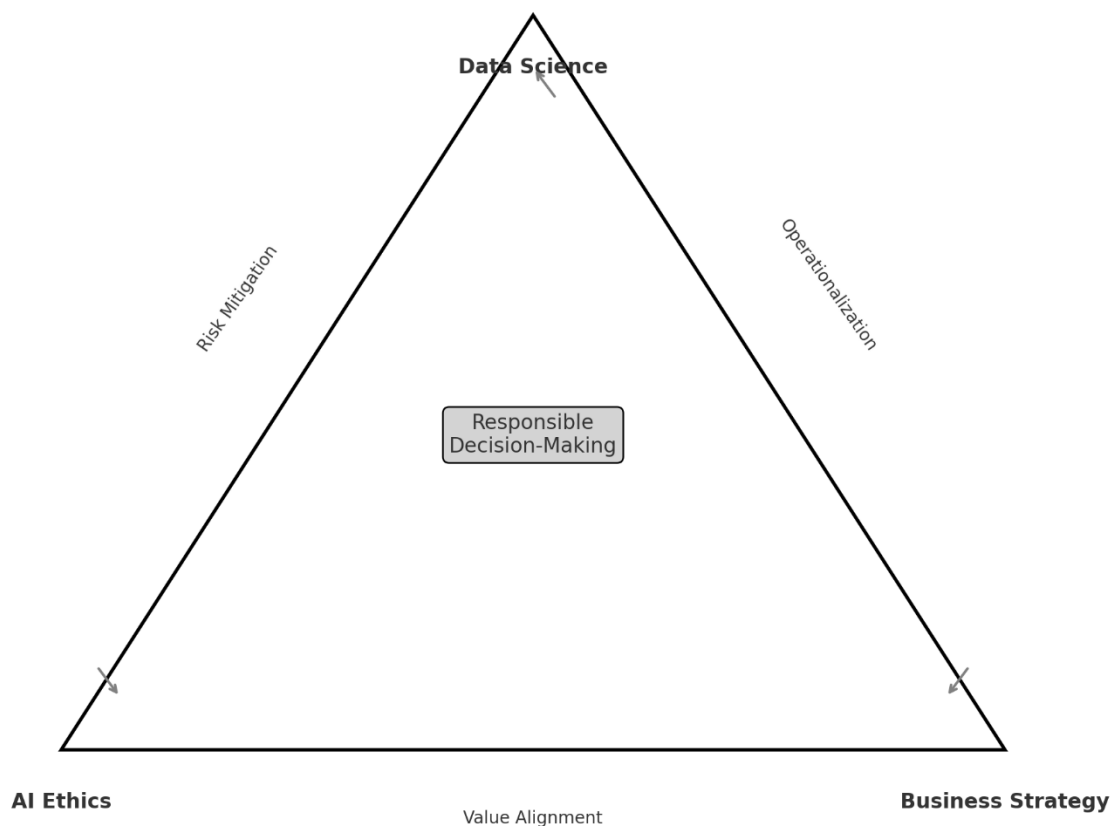 Data Science
Risk Mitigation
Operationalization
Responsible
Decision-Making
AI Ethics
Business Strategy
Value Alignment